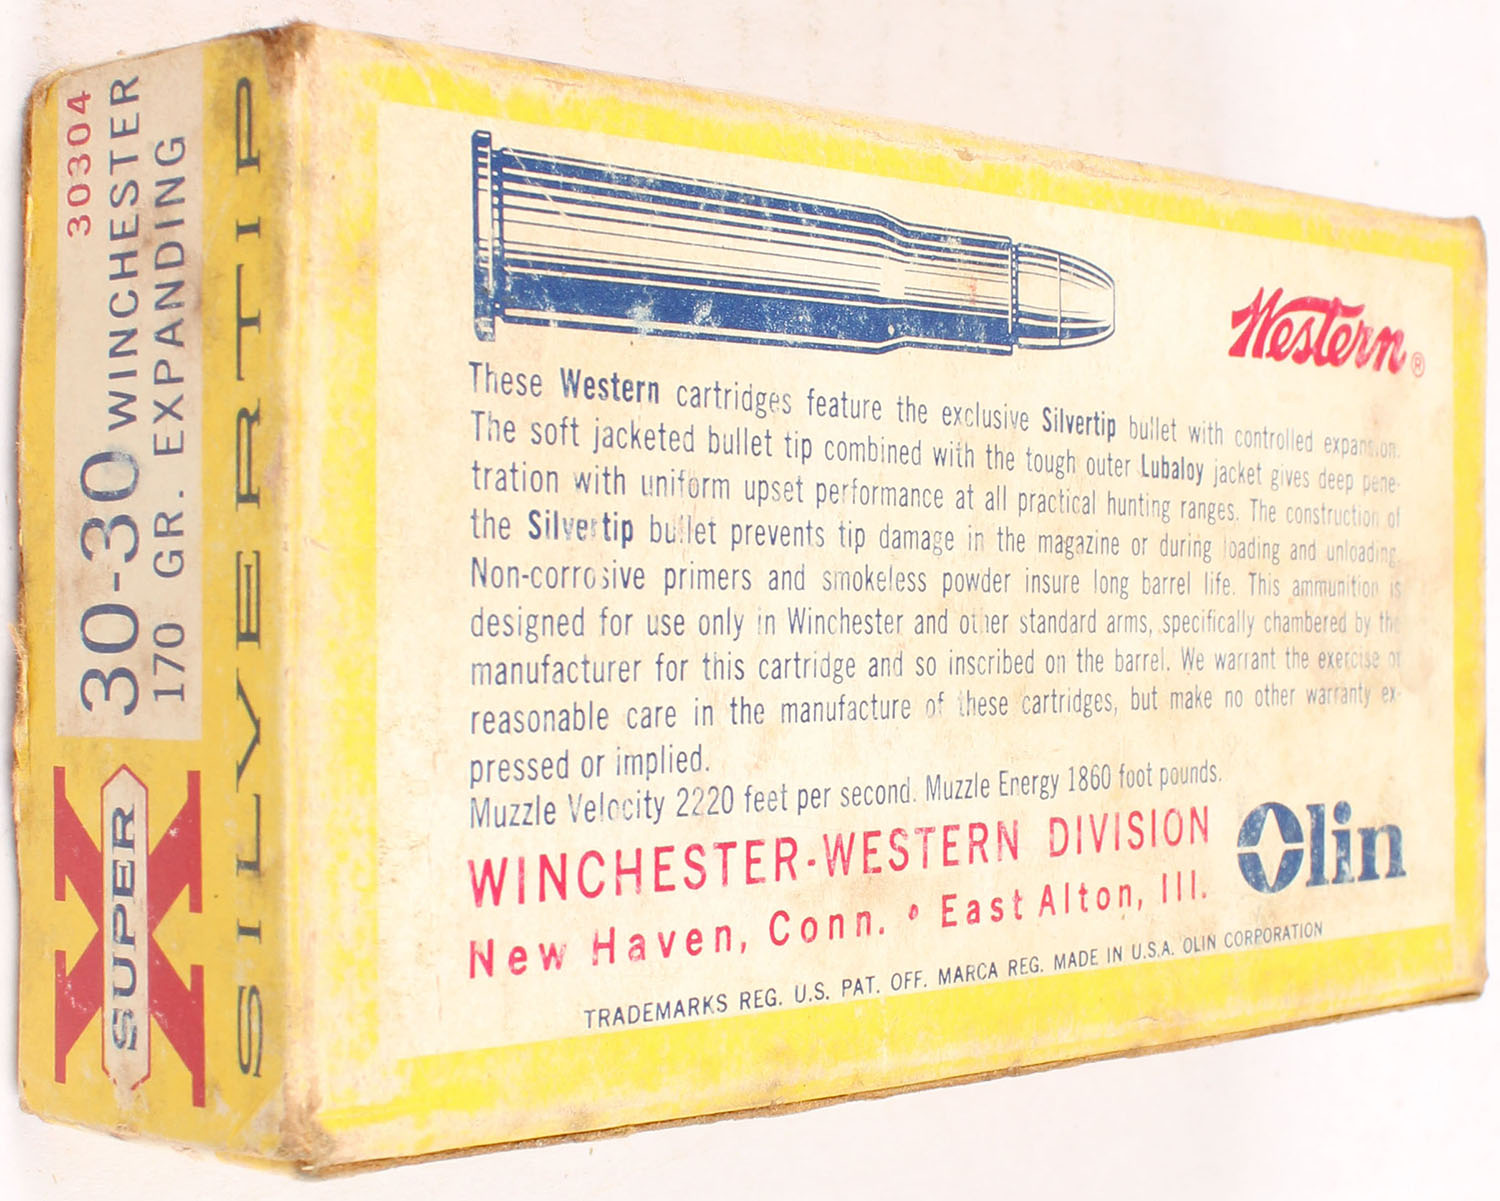 30304
30-30 WINCHESTER
170 GR. EXPANDING
SUPER X
SILVERTIP
Western®
These Western cartridges feature the exclusive Silvertip bullet with controlled expansion.
The soft jacketed bullet tip combined with the tough outer Lubaloy jacket gives deep pene-
tration with uniform upset performance at all practical hunting ranges. The construction of
the Silvertip bullet prevents tip damage in the magazine or during loading and unloading.
Non-corrosive primers and smokeless powder insure long barrel life. This ammunition is
designed for use only in Winchester and other standard arms, specifically chambered by the
manufacturer for this cartridge and so inscribed on the barrel. We warrant the exercise of
reasonable care in the manufacture of these cartridges, but make no other warranty ex-
pressed or implied.
Muzzle Velocity 2220 feet per second. Muzzle Energy 1860 foot pounds.
WINCHESTER-WESTERN DIVISION
New Haven, Conn. • East Alton, Ill.
Olin
TRADEMARKS REG. U.S. PAT. OFF. MARCA REG. MADE IN U.S.A. OLIN CORPORATION